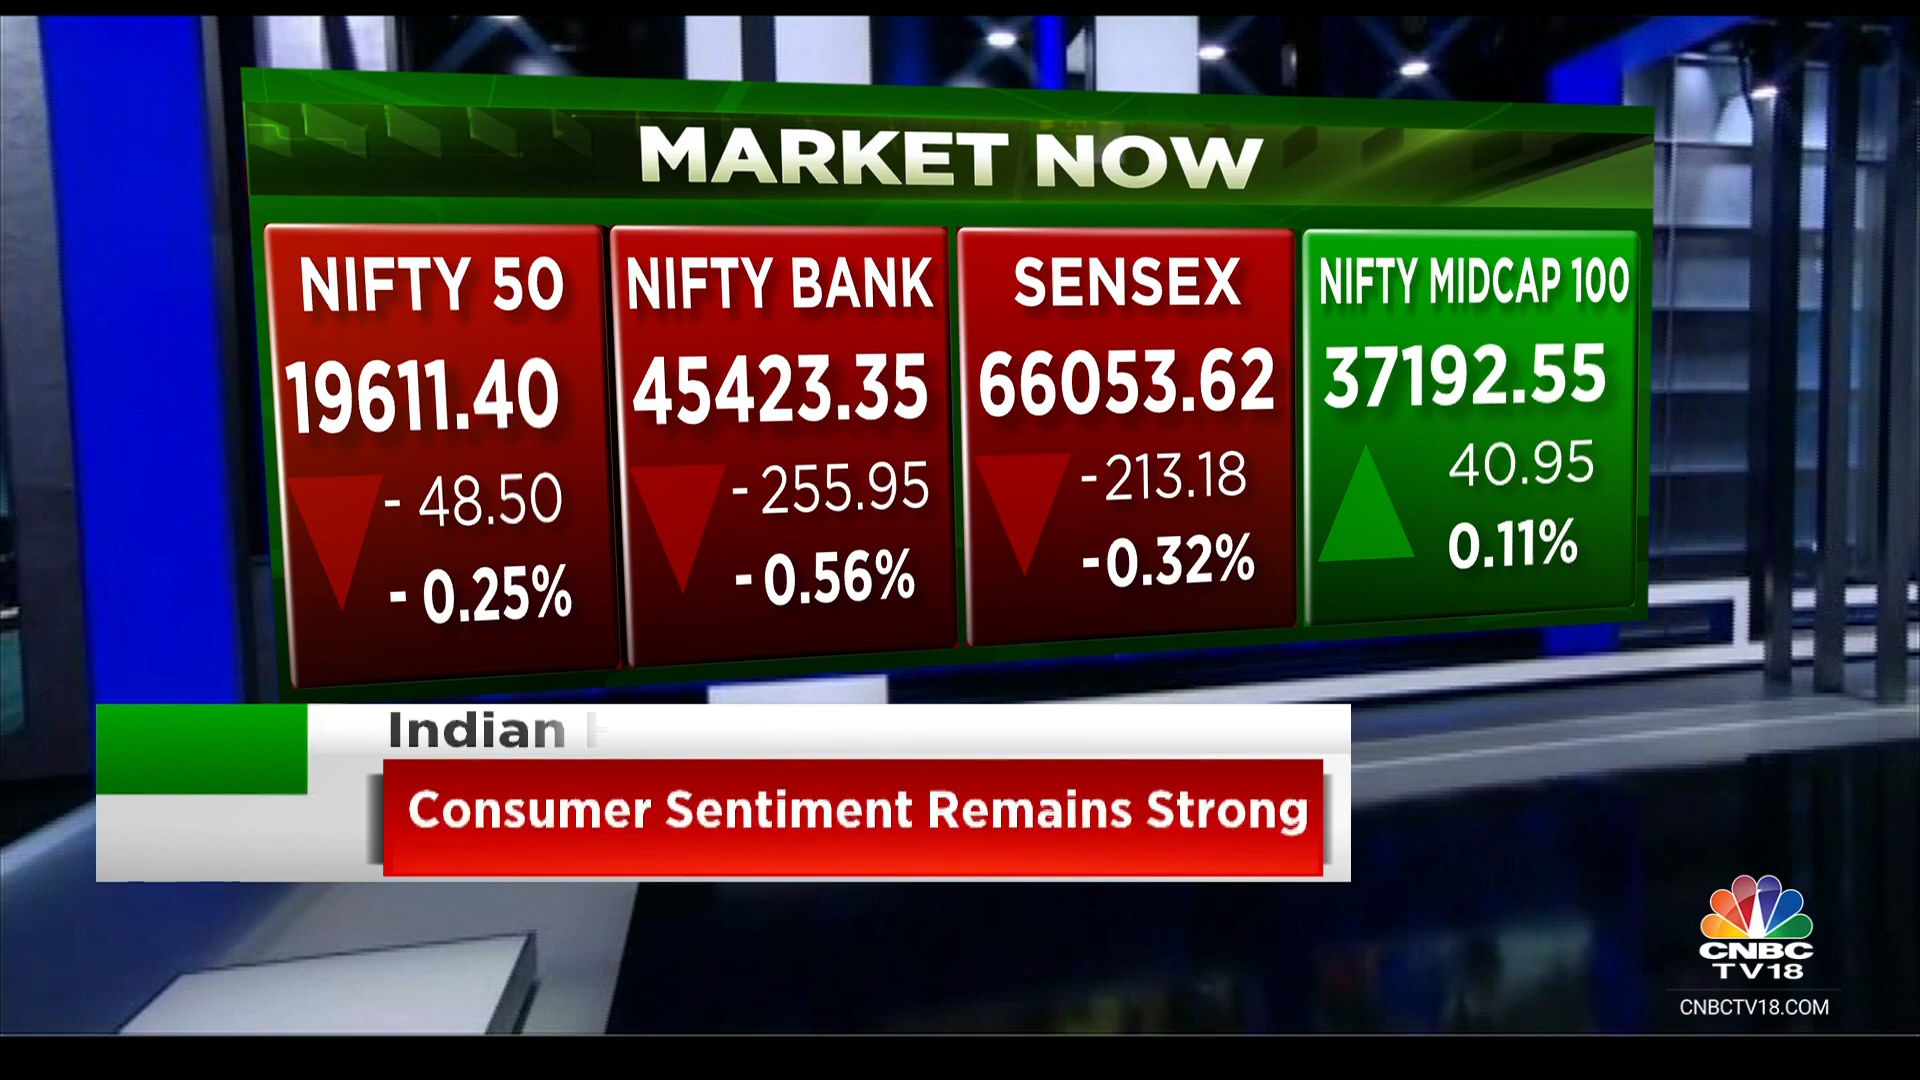 MARKET NOW
NIFTY 50
19611.40
- 48.50
- 0.25%
NIFTY BANK
45423.35
- 255.95
- 0.56%
SENSEX
66053.62
-213.18
-0.32%
NIFTY MIDCAP 100
37192.55
40.95
0.11%
Indian
Consumer Sentiment Remains Strong
CNBC
TV18
CNBCTV18.COM